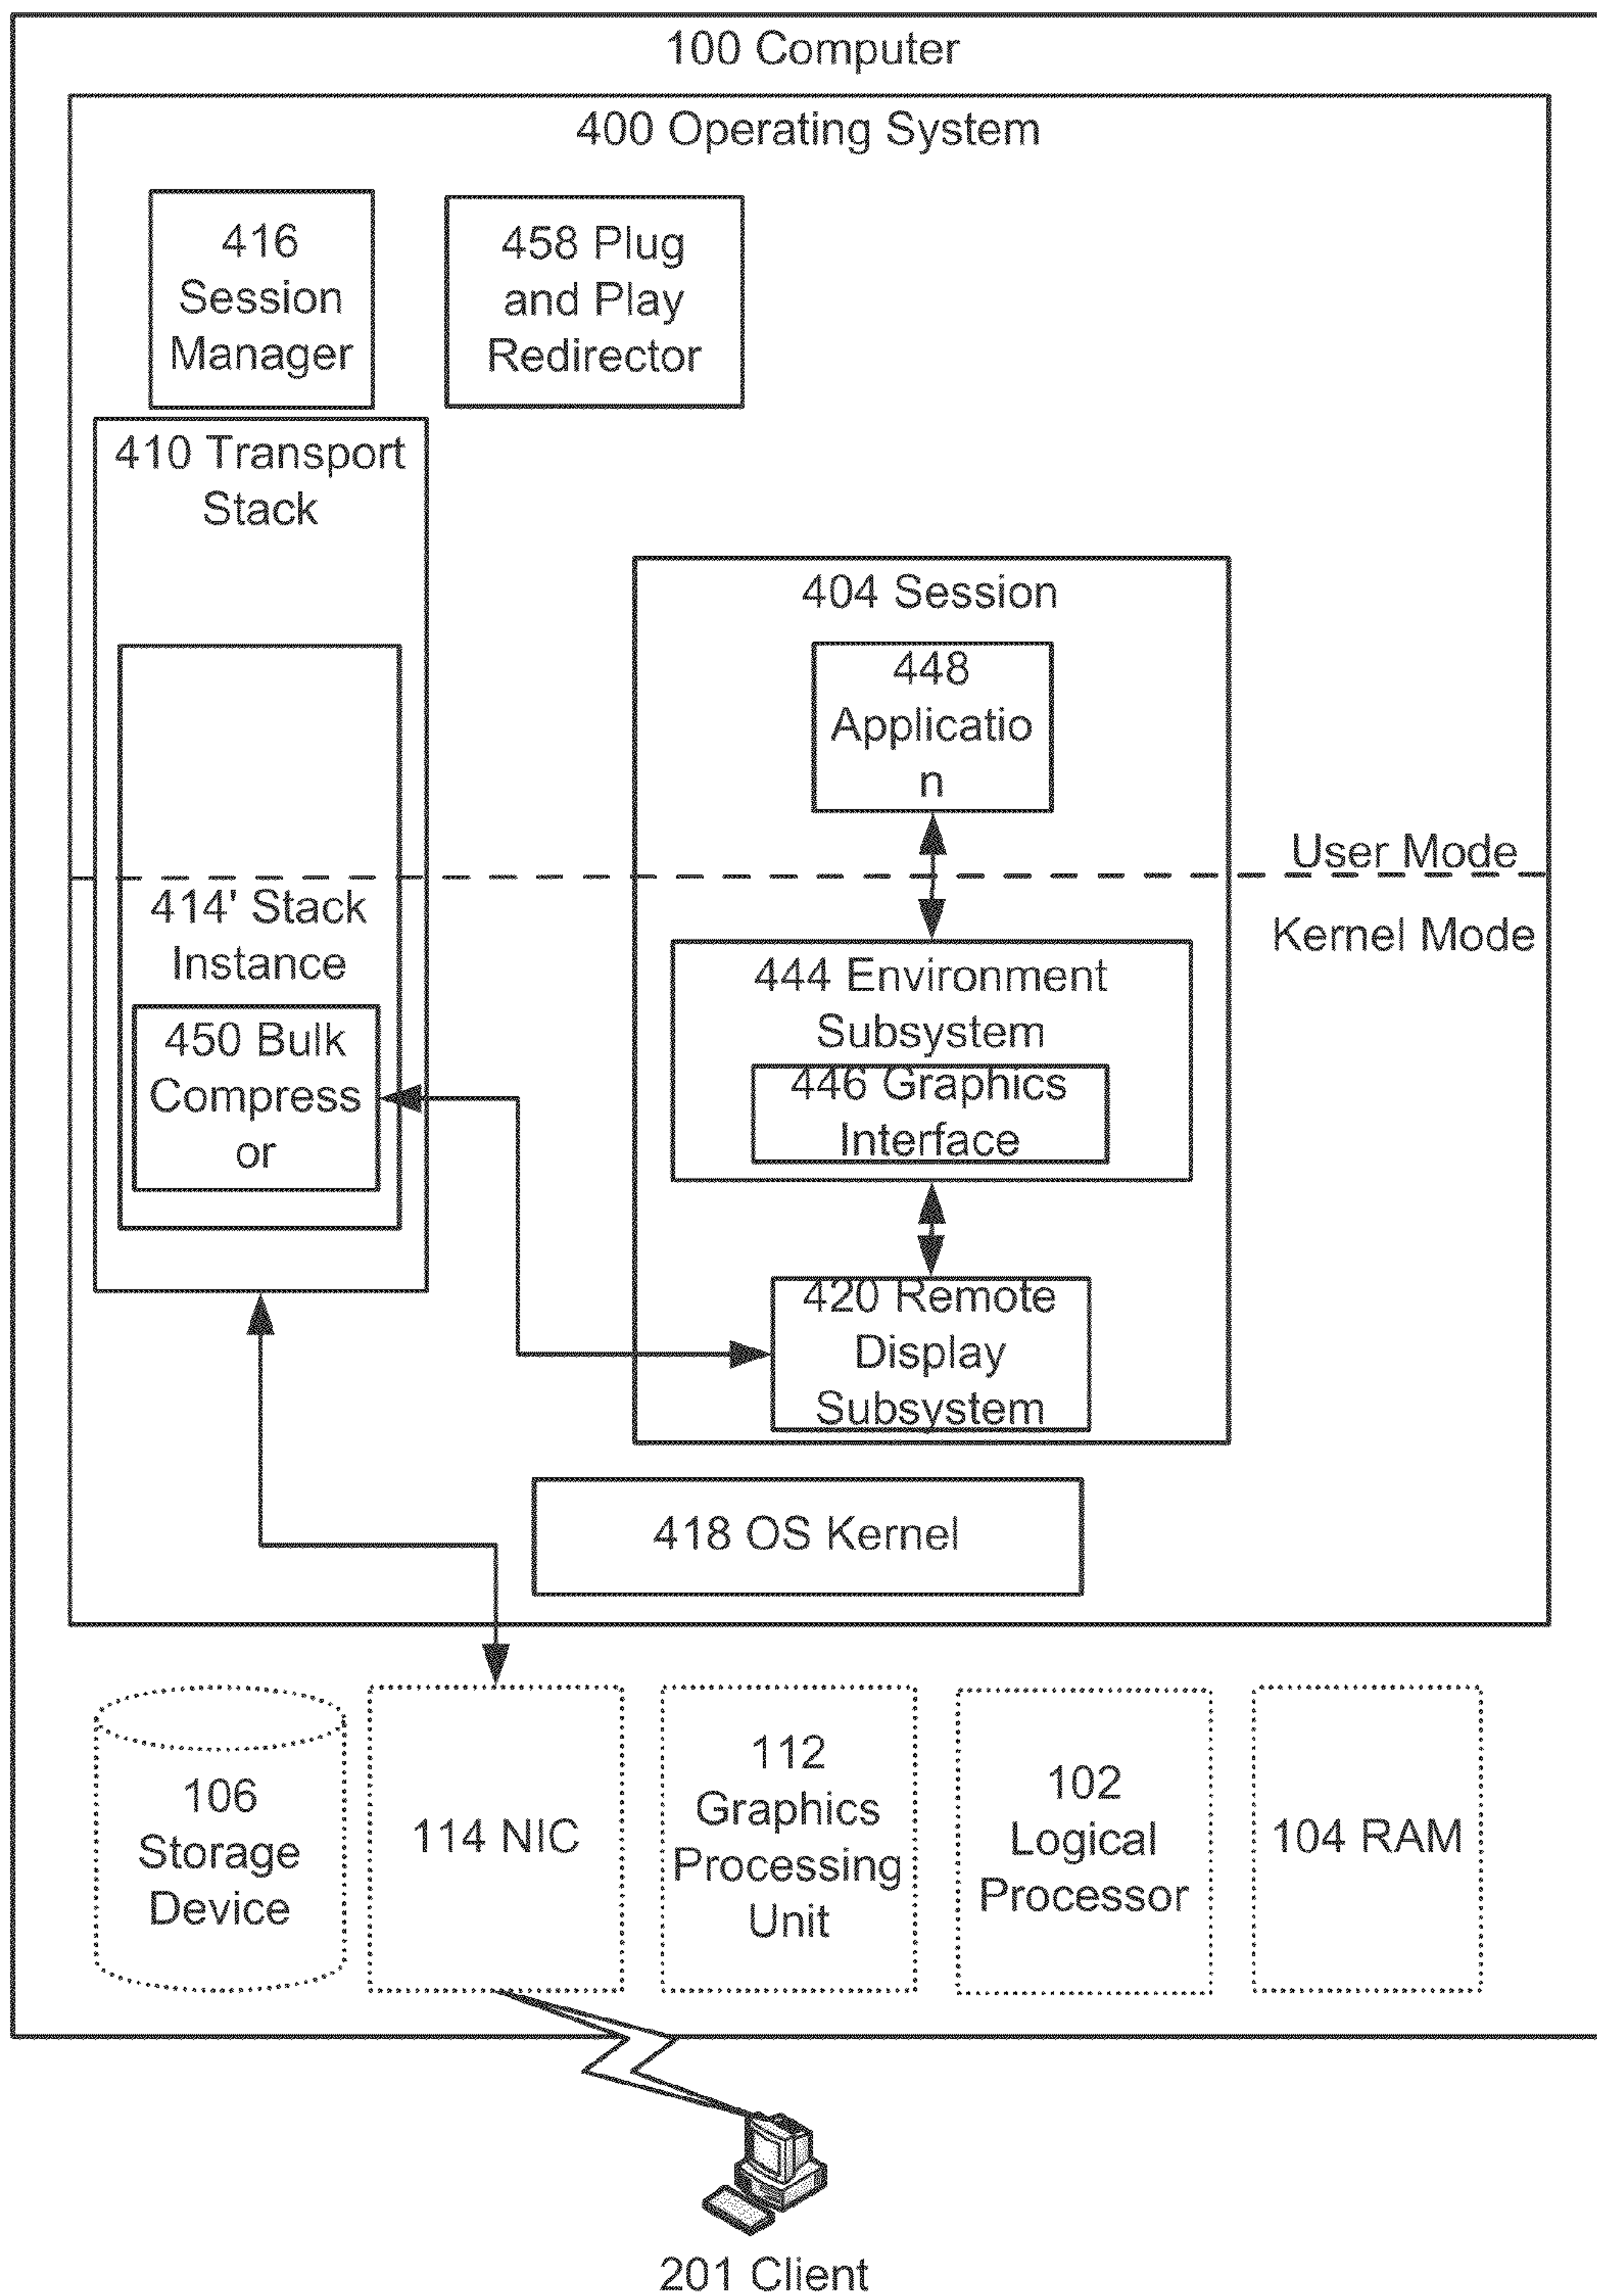 100 Computer
400 Operating System
416
Session
Manager
458 Plug
and Play
Redirector
410 Transport
Stack
404 Session
448
Applicatio
n
User Mode
Kernel Mode
414' Stack
Instance
450 Bulk
Compress
or
444 Environment
Subsystem
446 Graphics
Interface
420 Remote
Display
Subsystem
418 OS Kernel
106
Storage
Device
114 NIC
112
Graphics
Processing
Unit
102
Logical
Processor
104 RAM
201 Client